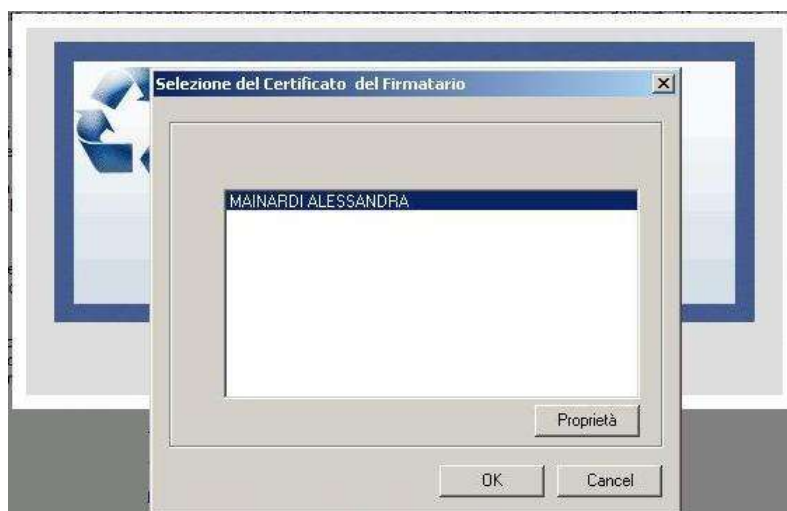 Selezione del Certificato del Firmatario
MAINARDI ALESSANDRA
Proprietà
OK
Cancel